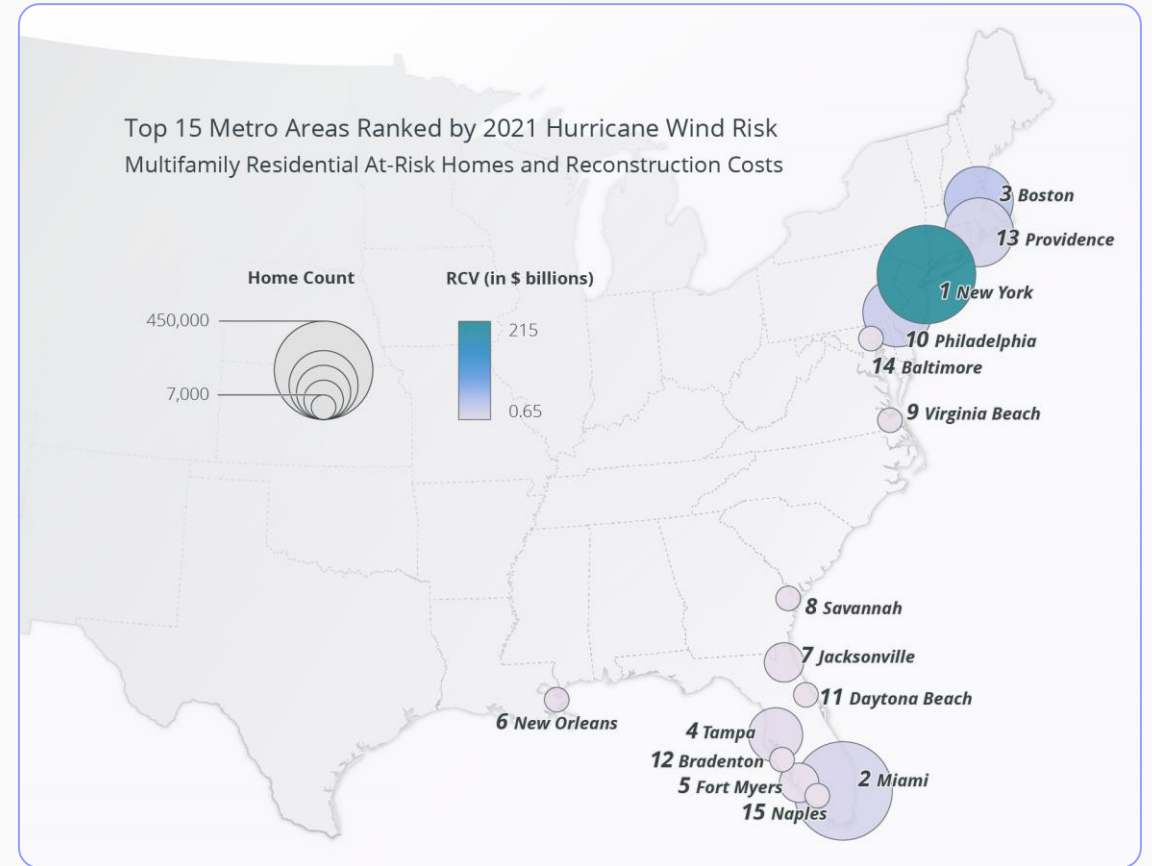 Top 15 Metro Areas Ranked by 2021 Hurricane Wind Risk
Multifamily Residential At-Risk Homes and Reconstruction Costs
Home Count
450,000
7,000
RCV (in $ billions)
215
0.65
3 Boston
13 Providence
1 New York
10 Philadelphia
14 Baltimore
9 Virginia Beach
8 Savannah
7 Jacksonville
11 Daytona Beach
6 New Orleans
4 Tampa
12 Bradenton
5 Fort Myers
2 Miami
15 Naples